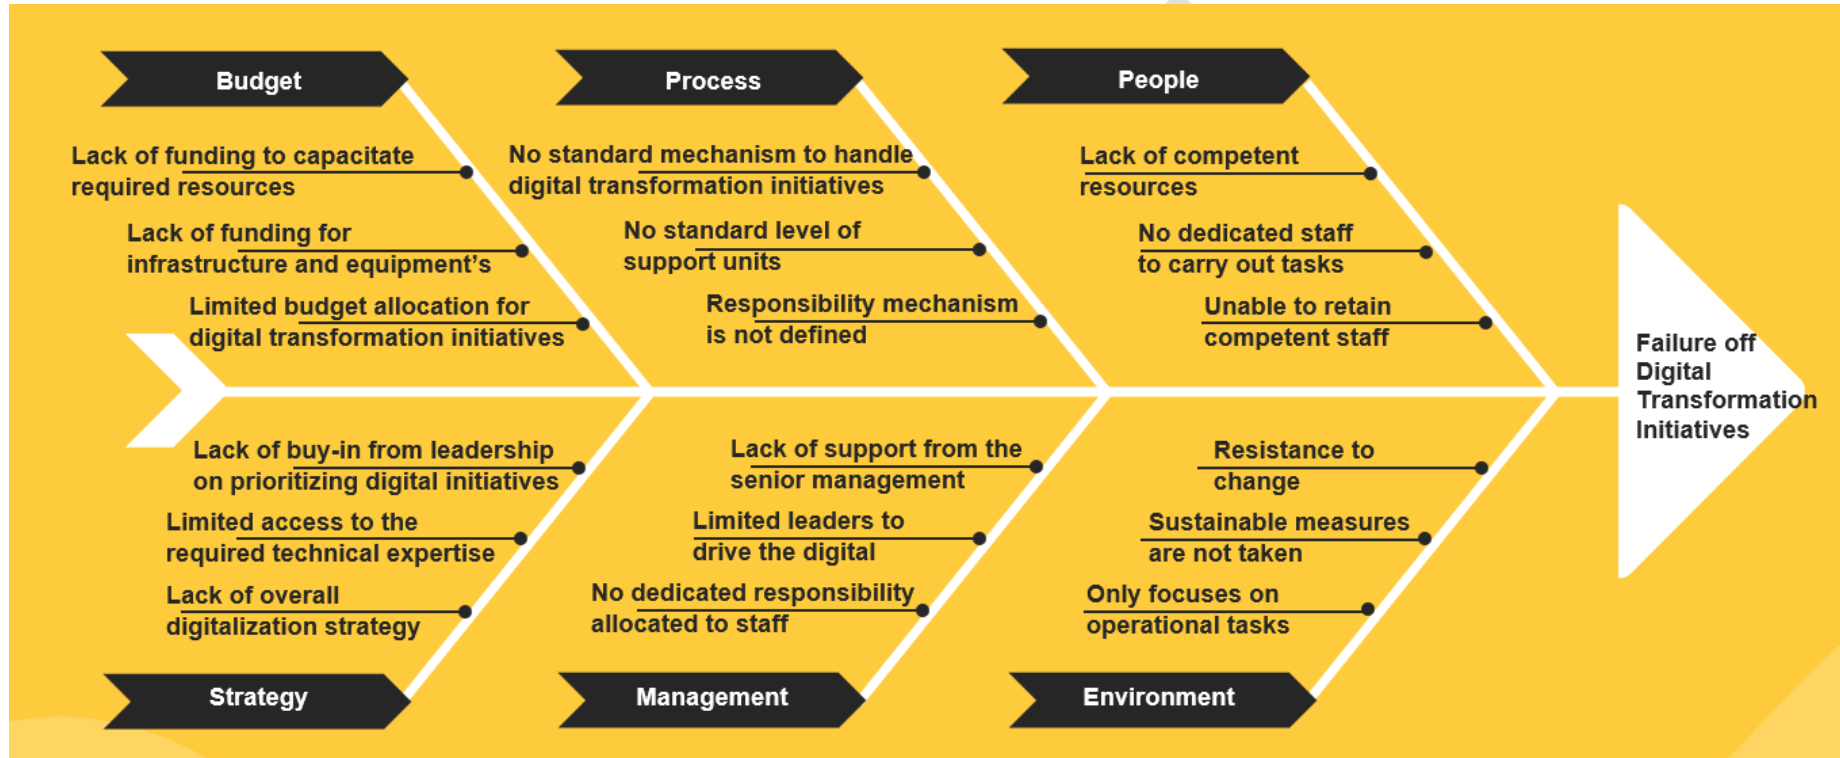 Budget
Lack of funding to capacitate
required resources
Lack of funding for
infrastructure and equipment's
Limited budget allocation for
digital transformation initiatives
Process
No standard mechanism to handle
digital transformation initiatives
No standard level of
support units
Responsibility mechanism
is not defined
People
Lack of competent
resources
No dedicated staff
to carry out tasks
Unable to retain
competent staff
Failure off
Digital
Transformation
Initiatives
Lack of buy-in from leadership
on prioritizing digital initiatives
Limited access to the
required technical expertise
Lack of overall
digitalization strategy
Strategy
Lack of support from the
senior management
Limited leaders to
drive the digital
No dedicated responsibility
allocated to staff
Management
Resistance to
change
Sustainable measures
are not taken
Only focuses on
operational tasks
Environment